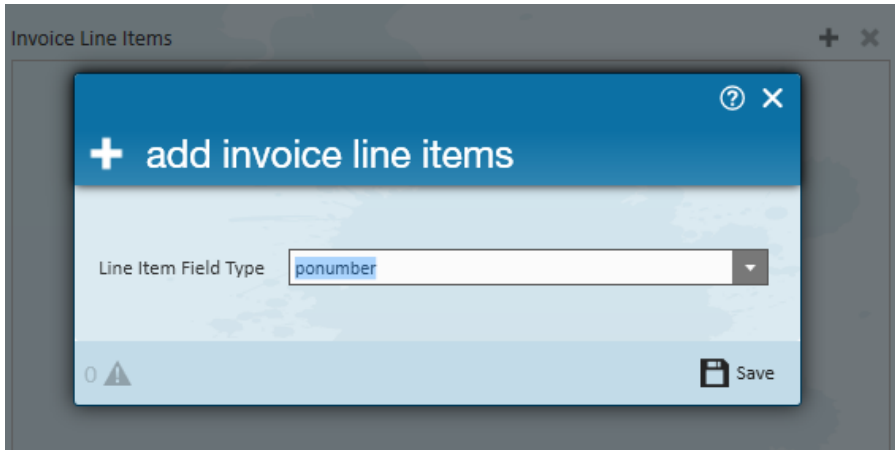 Invoice Line Items
add invoice line items
Line Item Field Type ponumber
0 Save